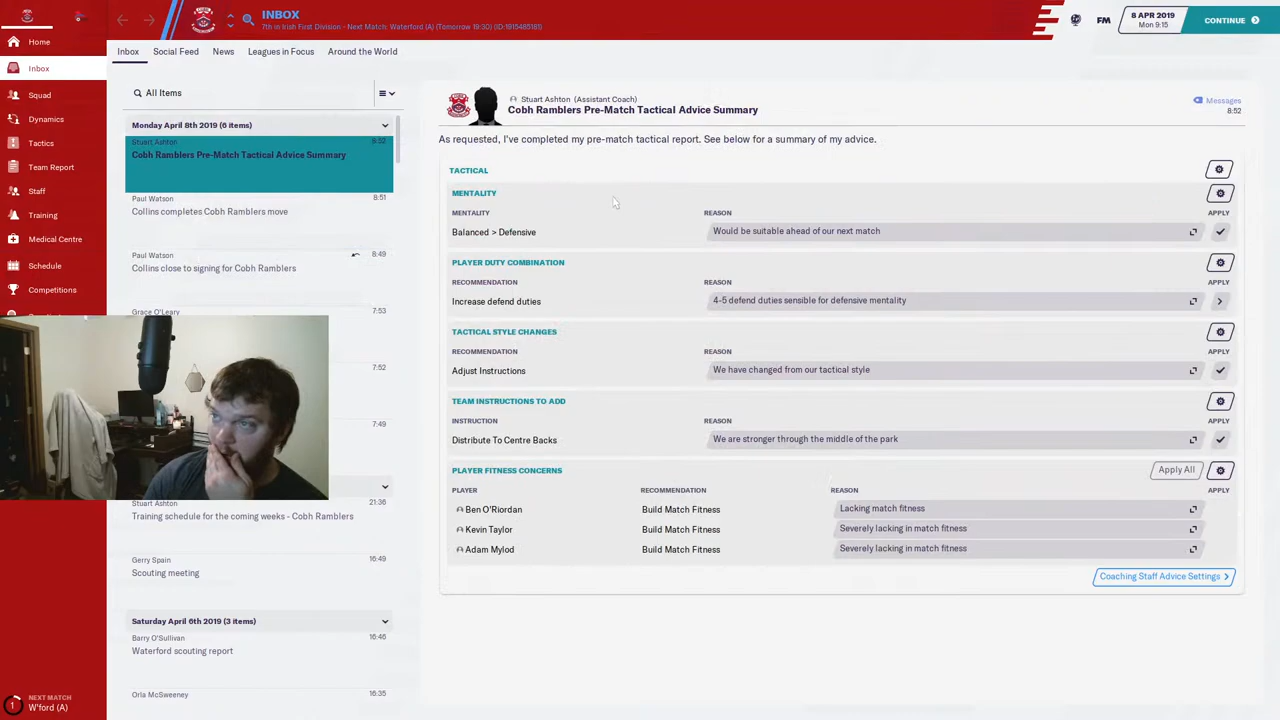 INBOX
7th in Irish First Division - Next Match: Waterford (A) (Tomorrow 19:30) (ID:1915485181)
FM
8 APR 2019
Mon 9:15
CONTINUE
Home
Inbox
Squad
Dynamics
Tactics
Team Report
Staff
Training
Medical Centre
Schedule
Competitions
NEXT MATCH
1
W'ford (A)
Inbox
Social Feed
News
Leagues in Focus
Around the World
All Items
Monday April 8th 2019 (6 items)
Stuart Ashton
8:52
Cobh Ramblers Pre-Match Tactical Advice Summary
Paul Watson
8:51
Collins completes Cobh Ramblers move
Paul Watson
8:49
Collins close to signing for Cobh Ramblers
Grace O'Leary
7:53
7:52
7:49
Stuart Ashton
21:36
Training schedule for the coming weeks - Cobh Ramblers
Gerry Spain
16:49
Scouting meeting
Saturday April 6th 2019 (3 items)
Barry O'Sullivan
16:46
Waterford scouting report
Orla McSweeney
16:35
Stuart Ashton (Assistant Coach)
Cobh Ramblers Pre-Match Tactical Advice Summary
Messages
8:52
As requested, I've completed my pre-match tactical report. See below for a summary of my advice.
TACTICAL
MENTALITY
MENTALITY
REASON
APPLY
Balanced > Defensive
Would be suitable ahead of our next match
PLAYER DUTY COMBINATION
RECOMMENDATION
REASON
APPLY
Increase defend duties
4-5 defend duties sensible for defensive mentality
TACTICAL STYLE CHANGES
RECOMMENDATION
REASON
APPLY
Adjust Instructions
We have changed from our tactical style
TEAM INSTRUCTIONS TO ADD
INSTRUCTION
REASON
APPLY
Distribute To Centre Backs
We are stronger through the middle of the park
PLAYER FITNESS CONCERNS
Apply All
PLAYER
RECOMMENDATION
REASON
APPLY
Ben O'Riordan
Build Match Fitness
Lacking match fitness
Kevin Taylor
Build Match Fitness
Severely lacking in match fitness
Adam Mylod
Build Match Fitness
Severely lacking in match fitness
Coaching Staff Advice Settings